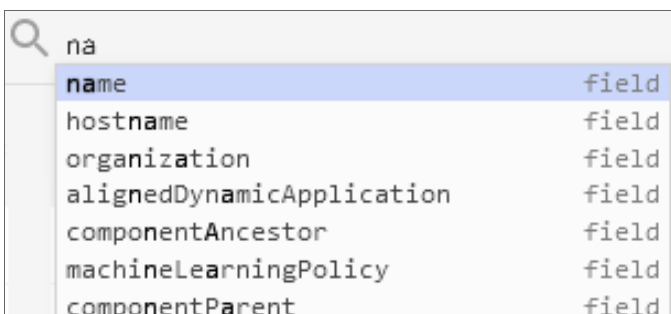 na
name field
hostname field
organization field
alignedDynamicApplication field
componentAncestor field
machineLearningPolicy field
componentParent field